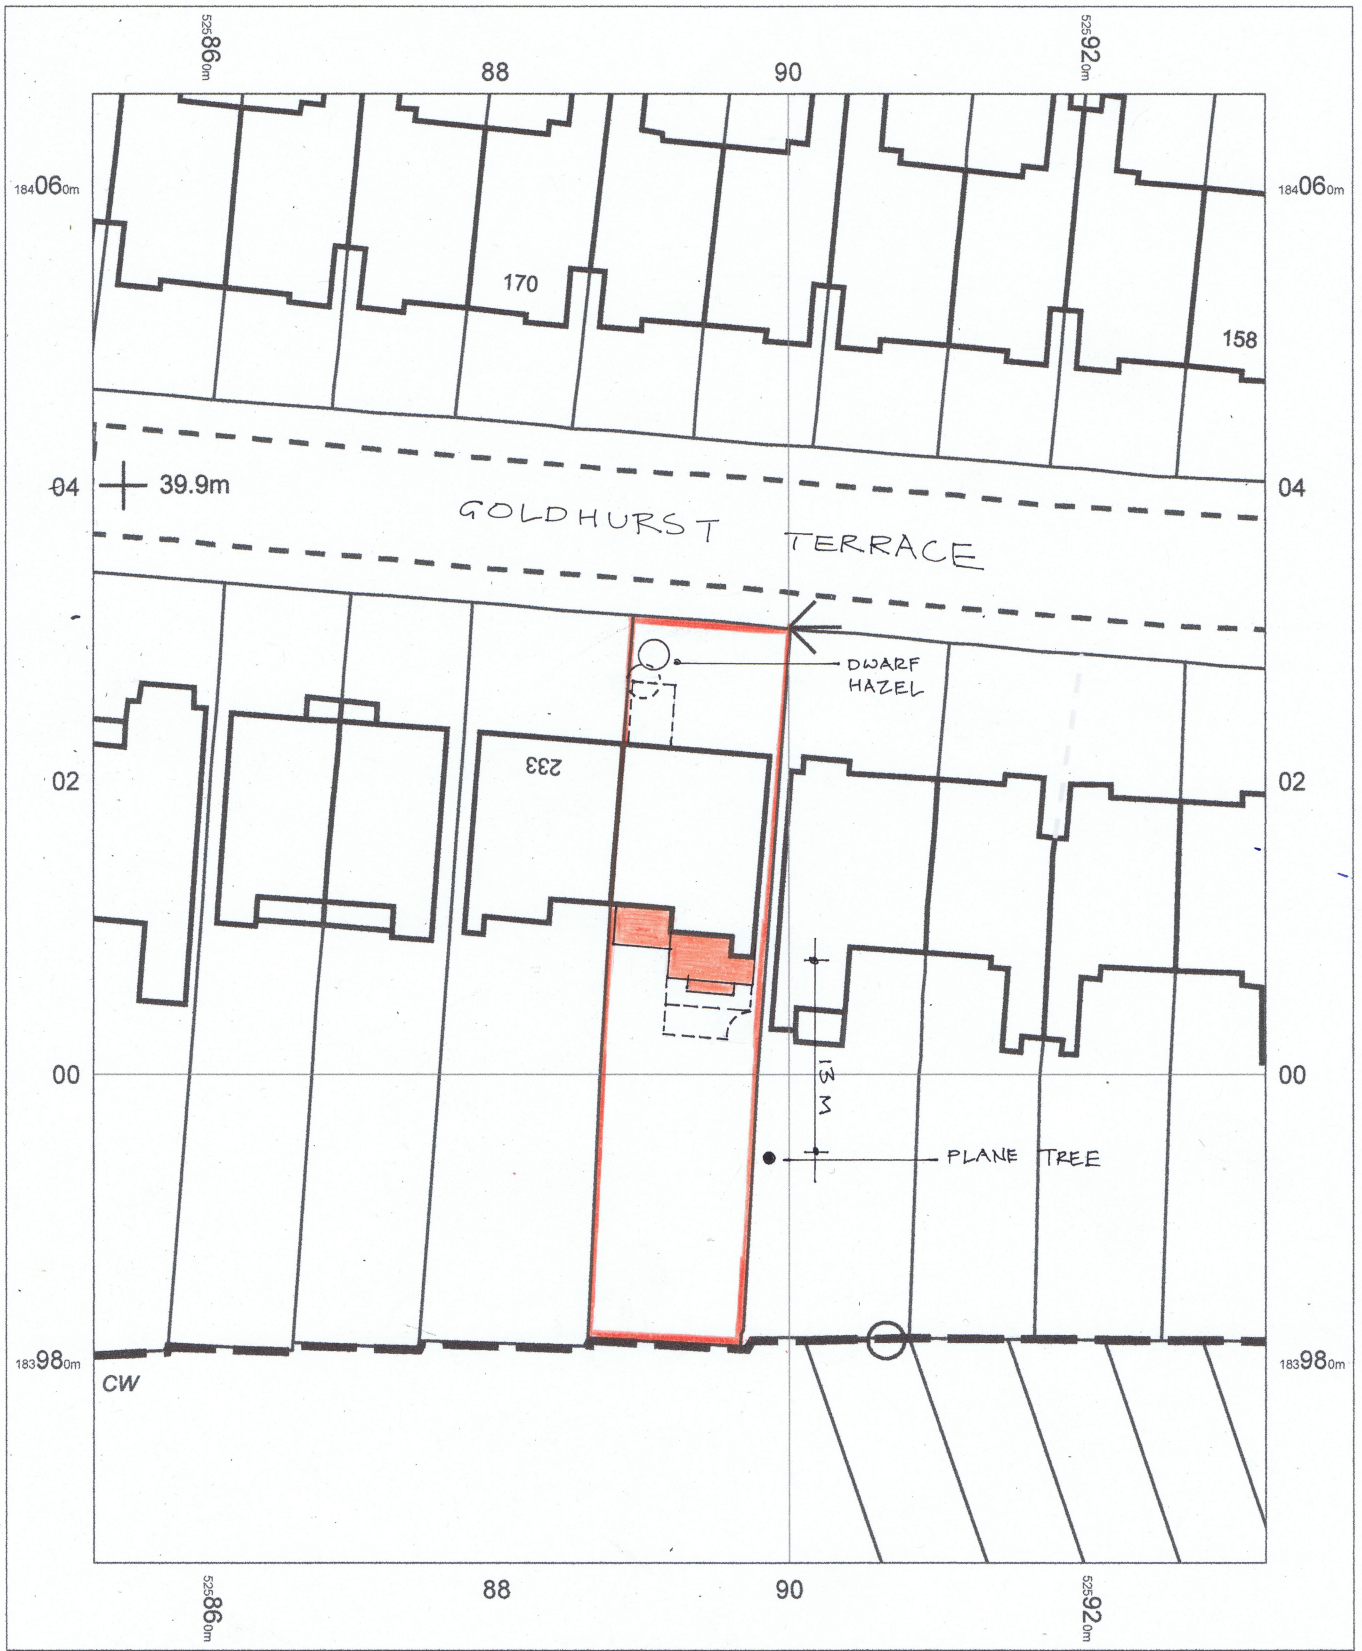 525860m 88 90 525920m
184060m 184060m
170
158
04 39.9m 04
GOLDHURST TERRACE
DWARF
HAZEL
02 233 02
00 00
13 M
PLANE TREE
183980m 183980m
CW
525860m 88 90 525920m